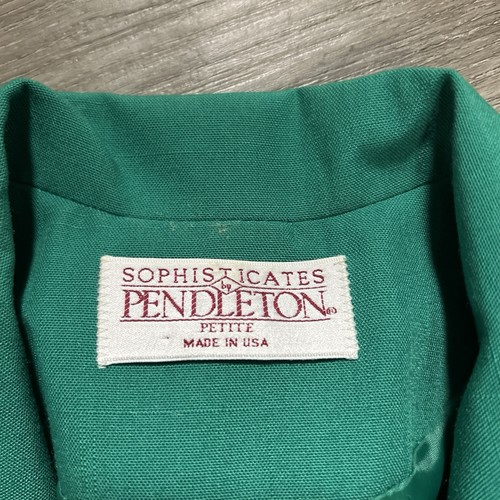 SOPHISTICATES
by
PENDLETON®
PETITE
MADE IN USA